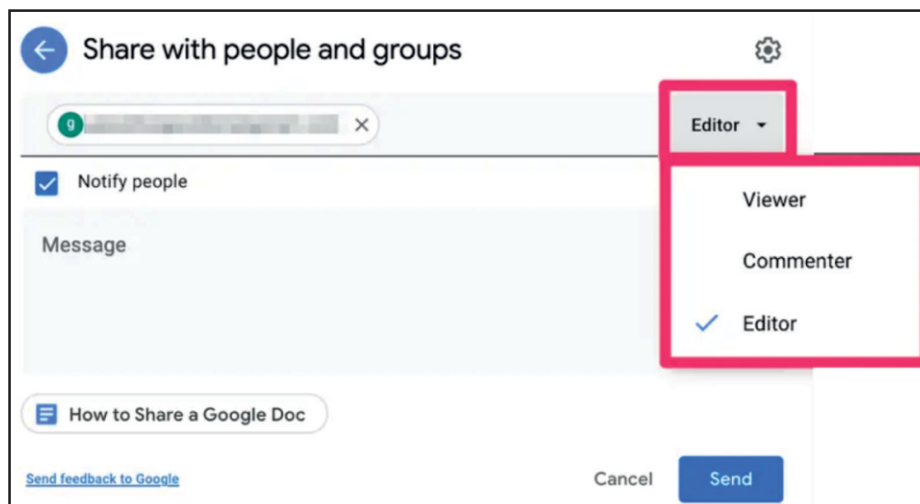 Share with people and groups
g
Editor
Notify people
Viewer
Message
Commenter
Editor
How to Share a Google Doc
Send feedback to Google
Cancel
Send